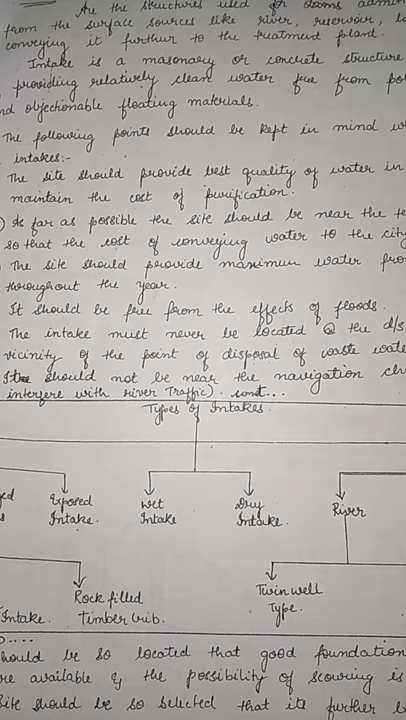 Are the structures used for
from the surface sources like river, reservoir,
conveying it further to the treatment plant.
Intake is a masonary or concrete structure
providing relatively clean water free from
objectionable floating materials.
The following points should be kept in mind
intakes:-
The site should provide best quality of water in
maintain the cost of purification.
As far as possible the site should be near the
so that the cost of conveying water to the city
The site should provide maximum water
throughout the year.
It should be free from the effects of floods.
The intake must never be located @ the d/s
vicinity of the point of disposal of waste
should not be near the navigation
interfere with river Traffic). cont...
Types of Intakes.
Exposed Intake.
Wet Intake
Dry Intake.
River
Intake.
Rock filled Timber crib.
Twin well Type.
should be so located that good foundation
are available & the possibility of scouring is
site should be so selected that its further